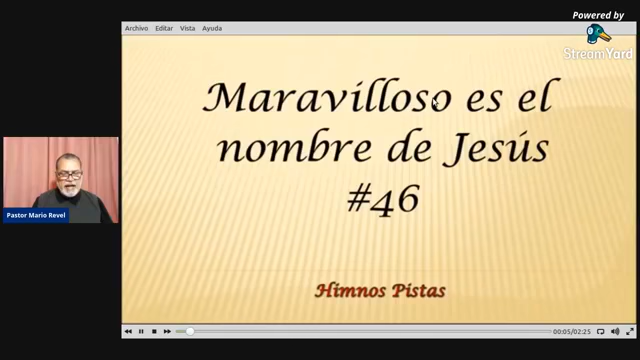 Powered by
StreamYard
Archivo Editar Vista Ayuda
Maravilloso es el
nombre de Jesús
#46
Himnos Pistas
Pastor Mario Revel
00:05/02:25